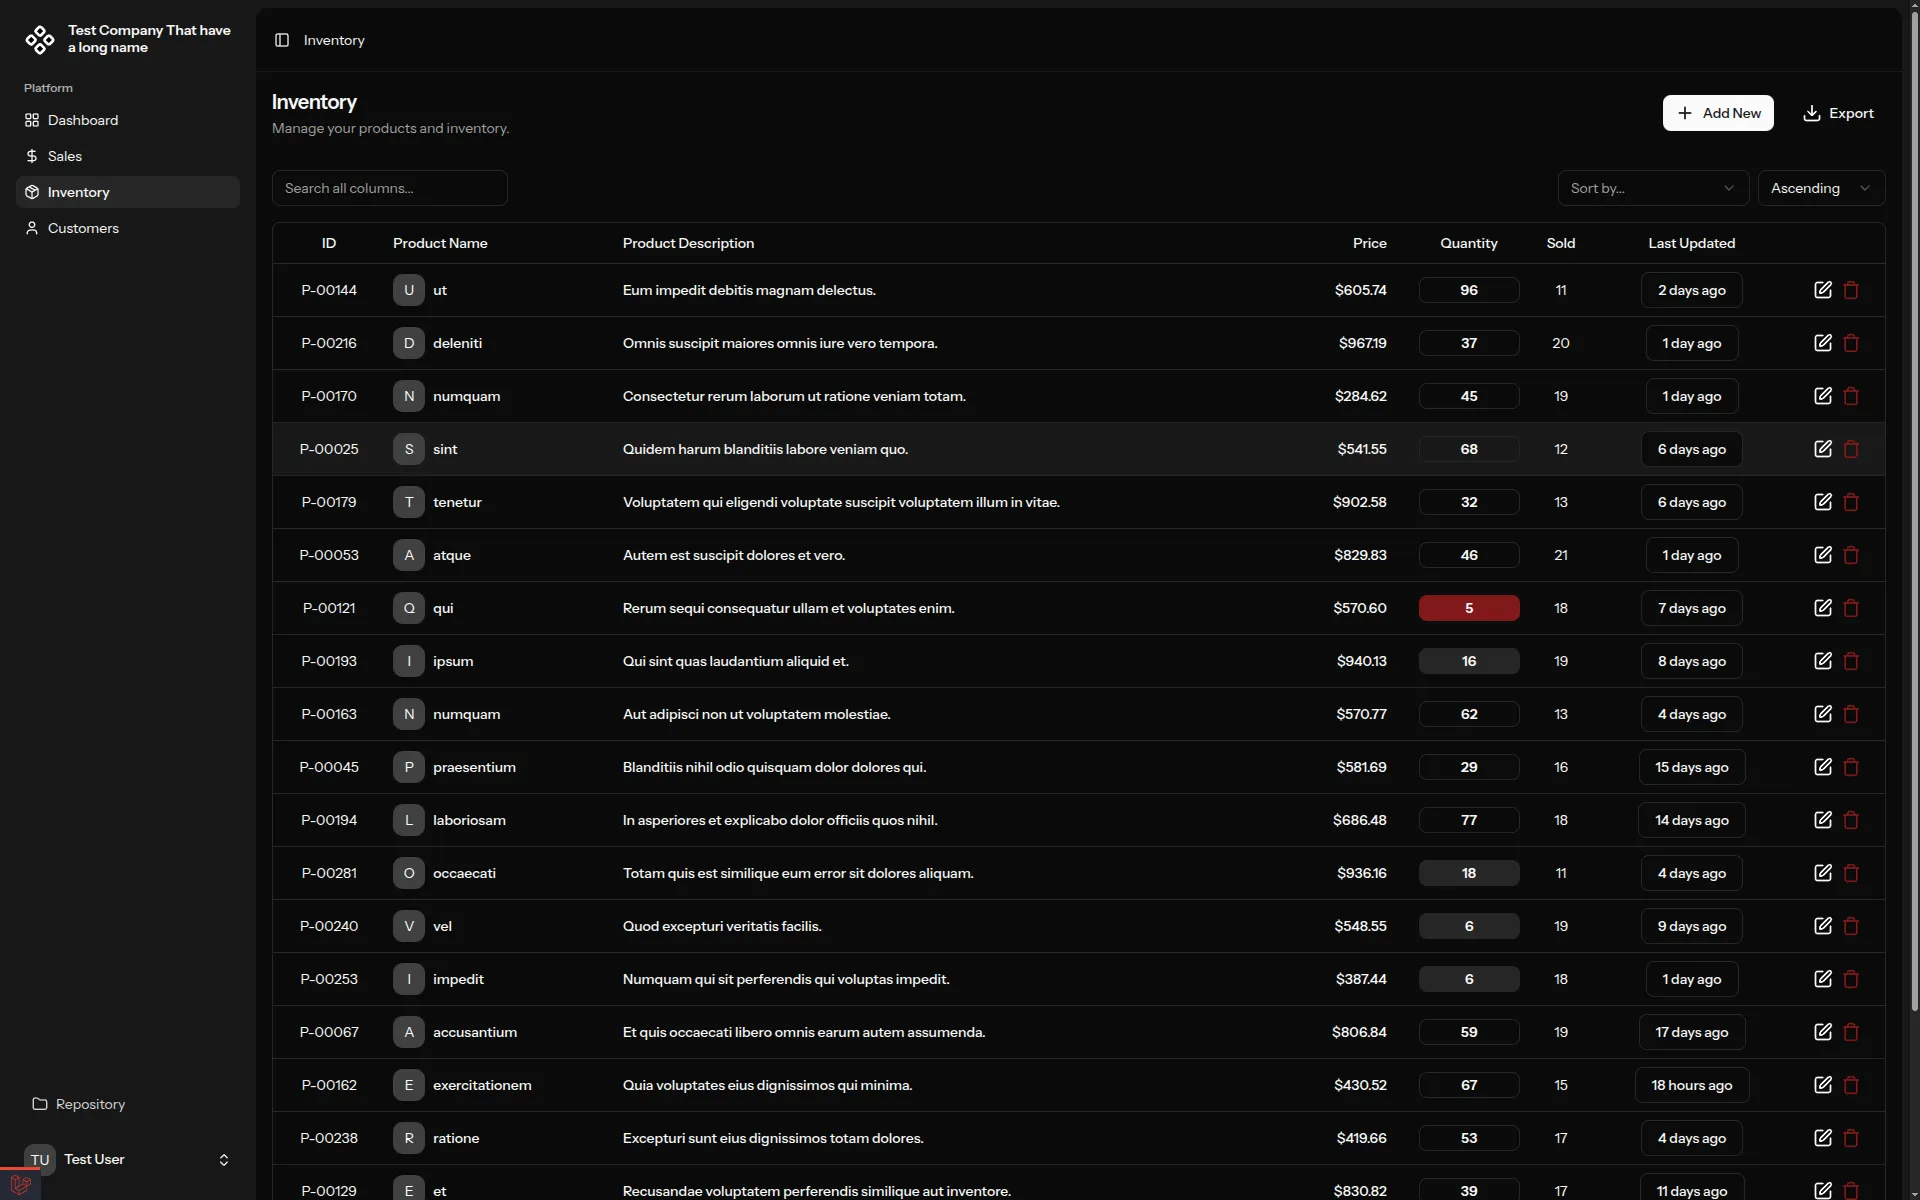 Test Company That have
a long name
Platform
Dashboard
Sales
Inventory
Customers
Repository
TU Test User
Inventory
Inventory
Manage your products and inventory.
Add New
Export
Search all columns...
Sort by...
Ascending
ID Product Name Product Description Price Quantity Sold Last Updated
P-00144 U ut Eum impedit debitis magnam delectus. $605.74 96 11 2 days ago
P-00216 D deleniti Omnis suscipit maiores omnis iure vero tempora. $967.19 37 20 1 day ago
P-00170 N numquam Consectetur rerum laborum ut ratione veniam totam. $284.62 45 19 1 day ago
P-00025 S sint Quidem harum blanditiis labore veniam quo. $541.55 68 12 6 days ago
P-00179 T tenetur Voluptatem qui eligendi voluptate suscipit voluptatem illum in vitae. $902.58 32 13 6 days ago
P-00053 A atque Autem est suscipit dolores et vero. $829.83 46 21 1 day ago
P-00121 Q qui Rerum sequi consequatur ullam et voluptates enim. $570.60 5 18 7 days ago
P-00193 I ipsum Qui sint quas laudantium aliquid et. $940.13 16 19 8 days ago
P-00163 N numquam Aut adipisci non ut voluptatem molestiae. $570.77 62 13 4 days ago
P-00045 P praesentium Blanditiis nihil odio quisquam dolor dolores qui. $581.69 29 16 15 days ago
P-00194 L laboriosam In asperiores et explicabo dolor officiis quos nihil. $686.48 77 18 14 days ago
P-00281 O occaecati Totam quis est similique eum error sit dolores aliquam. $936.16 18 11 4 days ago
P-00240 V vel Quod excepturi veritatis facilis. $548.55 6 19 9 days ago
P-00253 I impedit Numquam qui sit perferendis qui voluptas impedit. $387.44 6 18 1 day ago
P-00067 A accusantium Et quis occaecati libero omnis earum autem assumenda. $806.84 59 19 17 days ago
P-00162 E exercitationem Quia voluptates eius dignissimos qui minima. $430.52 67 15 18 hours ago
P-00238 R ratione Excepturi sunt eius dignissimos totam dolores. $419.66 53 17 4 days ago
P-00129 E et Recusandae voluptatem perferendis similique aut inventore. $830.82 39 17 11 days ago